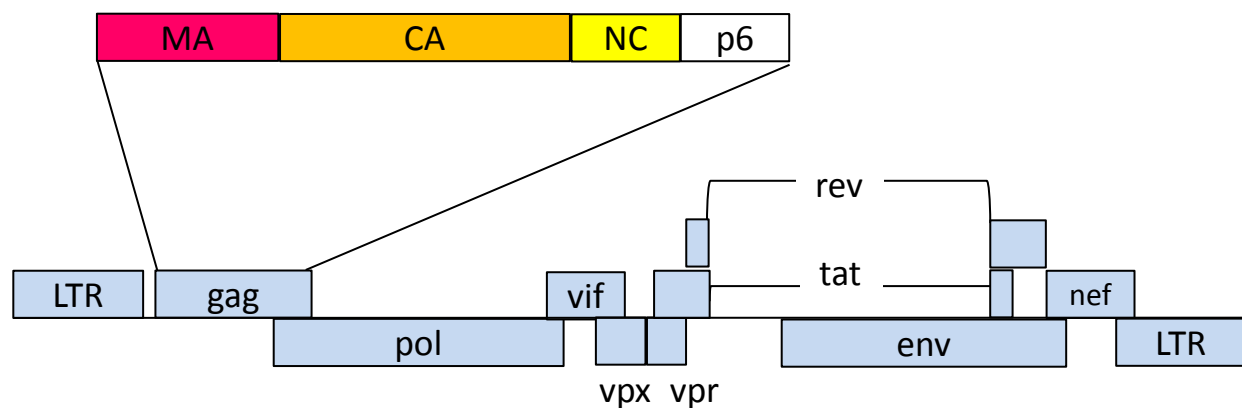 MA CA NC p6
rev
LTR gag vif tat nef
pol env LTR
vpx vpr